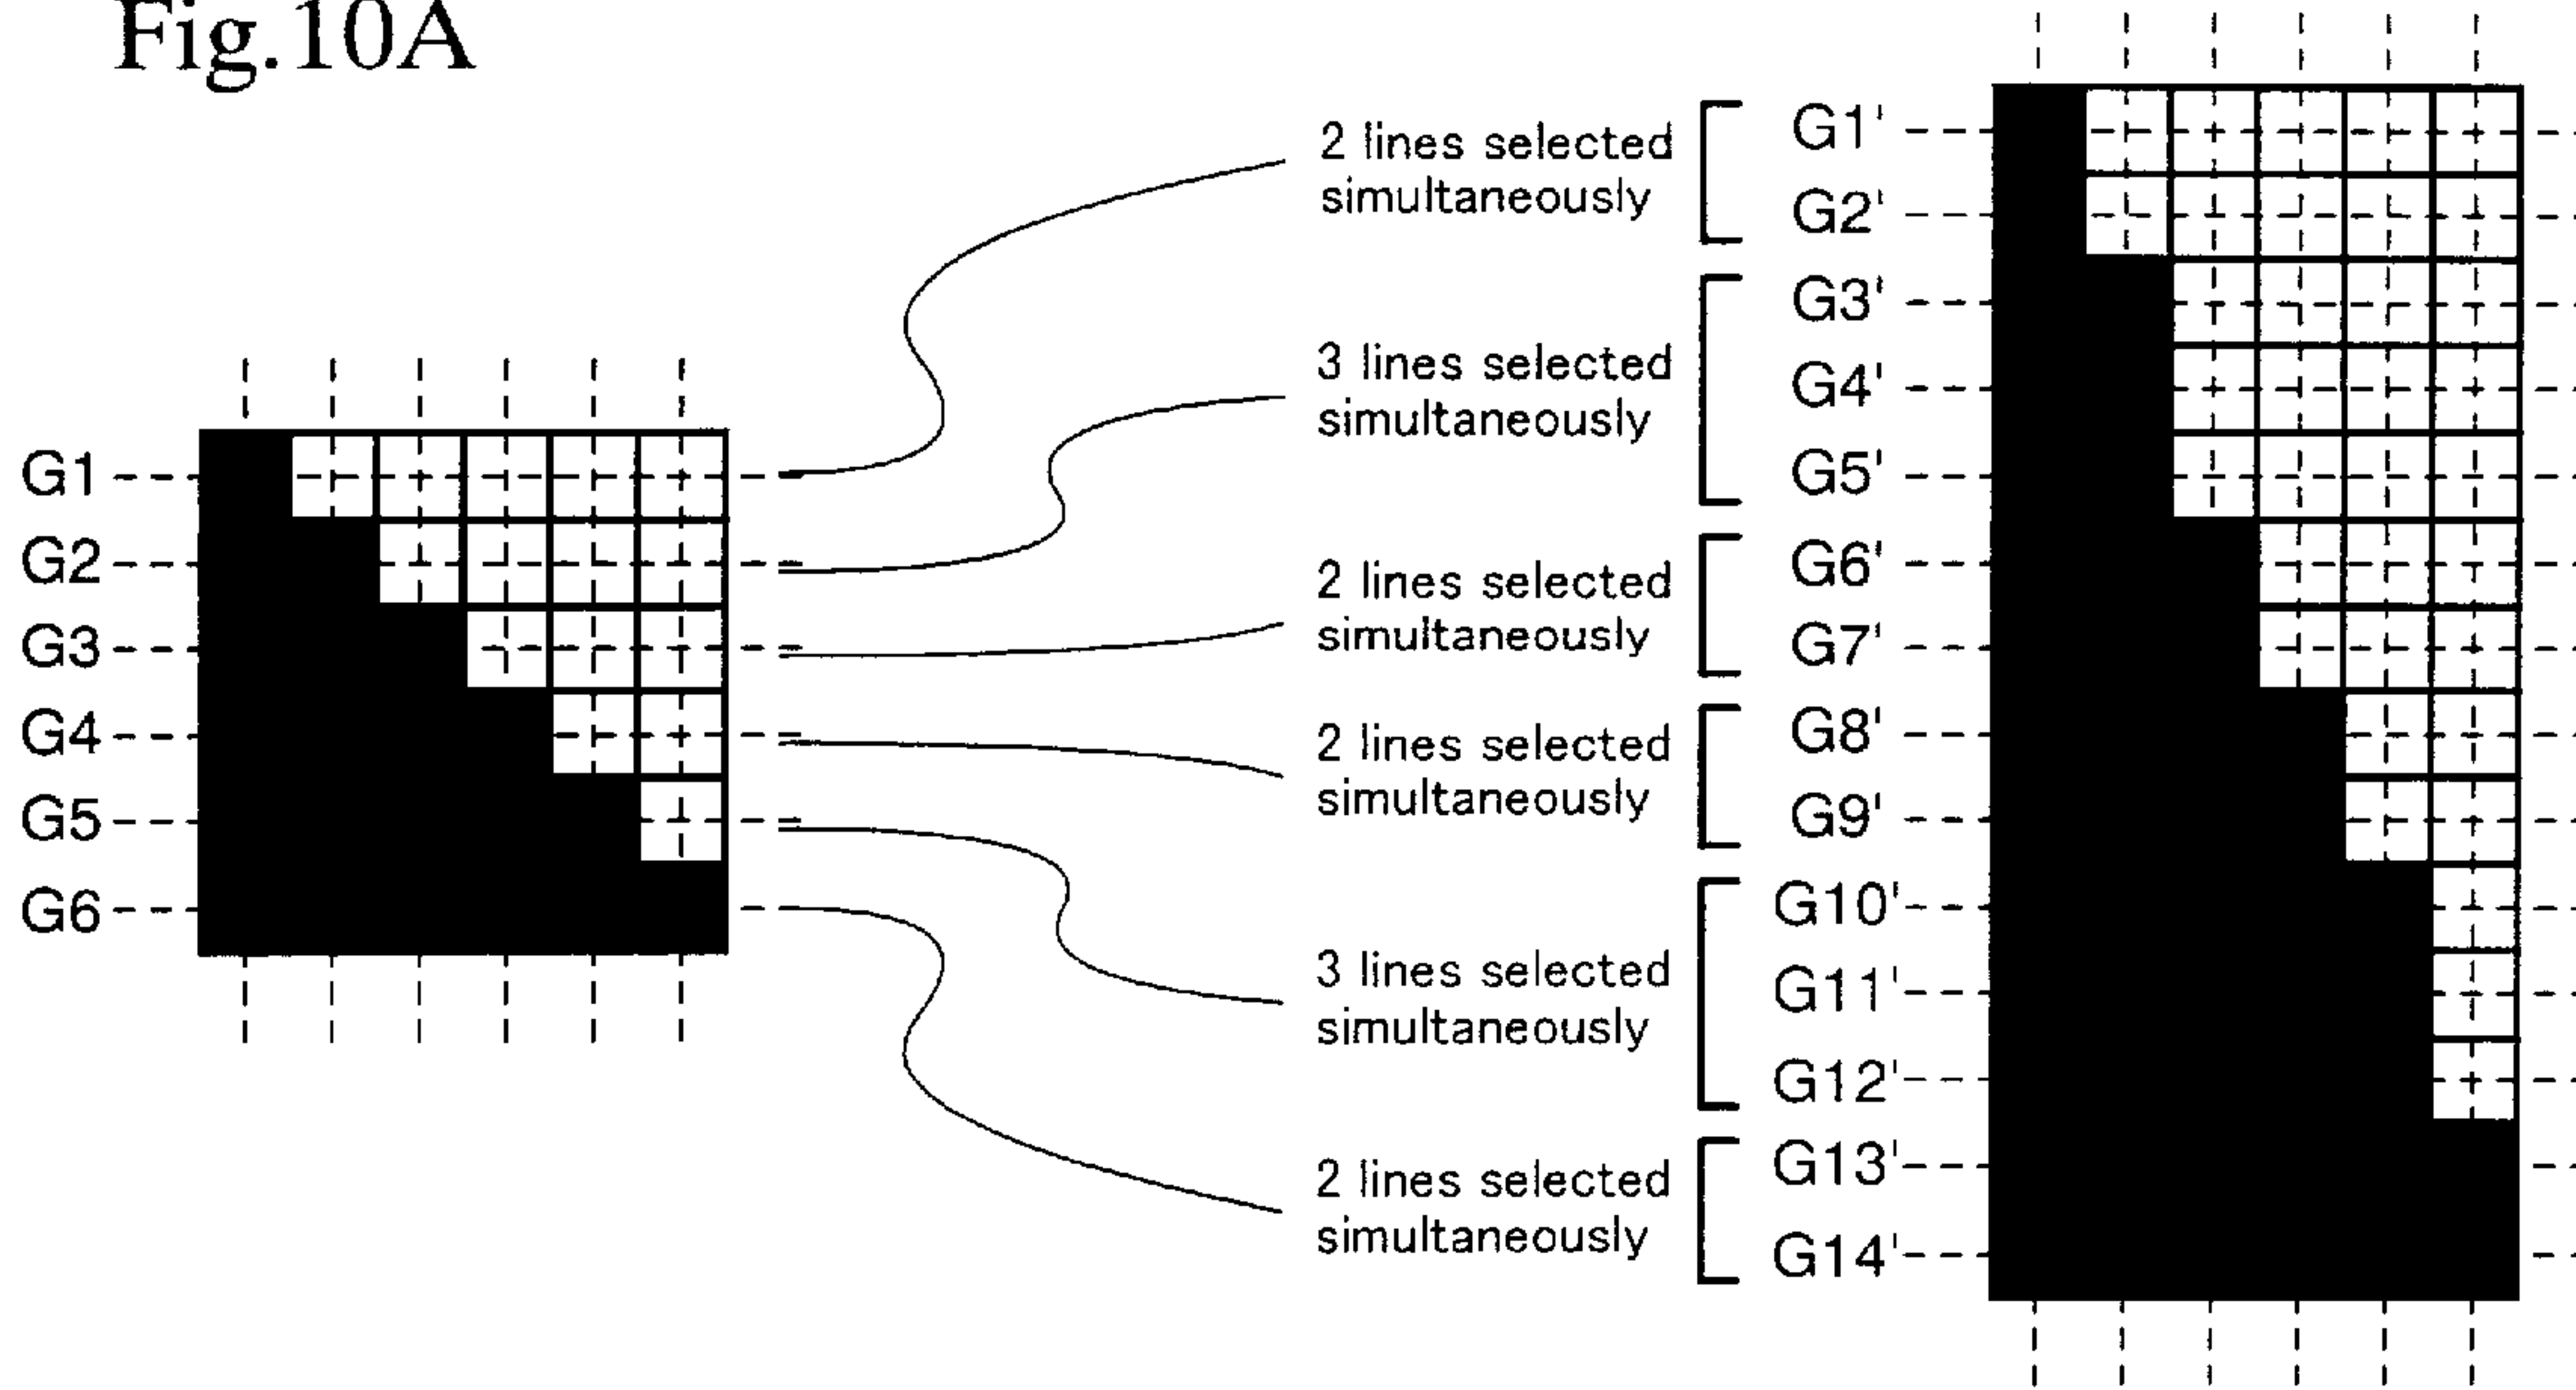 Fig.10A
G1
G2
G3
G4
G5
G6
2 lines selected
simultaneously
3 lines selected
simultaneously
2 lines selected
simultaneously
2 lines selected
simultaneously
3 lines selected
simultaneously
2 lines selected
simultaneously
G1'
G2'
G3'
G4'
G5'
G6'
G7'
G8'
G9'
G10'
G11'
G12'
G13'
G14'